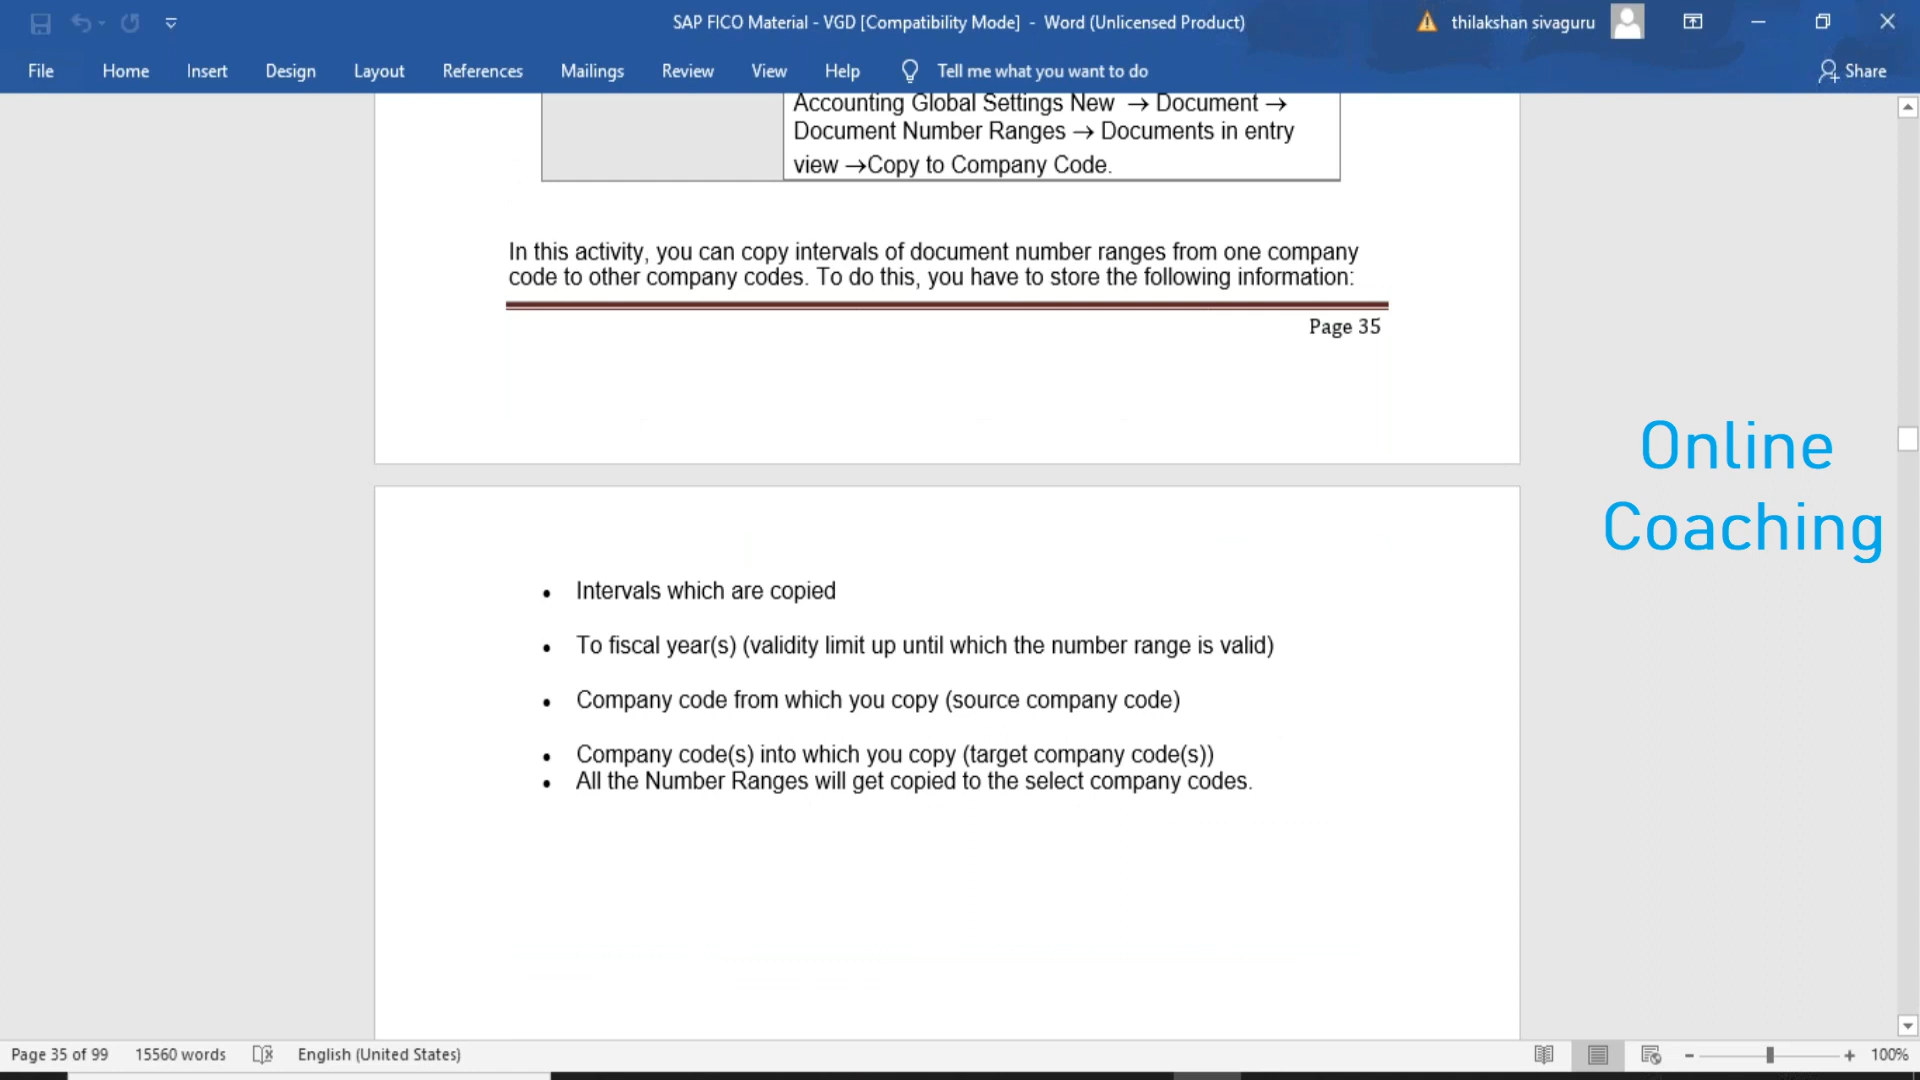 SAP FICO Material - VGD [Compatibility Mode] - Word (Unlicensed Product)
thilakshan sivaguru
File Home Insert Design Layout References Mailings Review View Help Tell me what you want to do Share
Accounting Global Settings New → Document →
Document Number Ranges → Documents in entry
view →Copy to Company Code.
In this activity, you can copy intervals of document number ranges from one company
code to other company codes. To do this, you have to store the following information:
Page 35
Online
Coaching
• Intervals which are copied
• To fiscal year(s) (validity limit up until which the number range is valid)
• Company code from which you copy (source company code)
• Company code(s) into which you copy (target company code(s))
• All the Number Ranges will get copied to the select company codes.
Page 35 of 99 15560 words English (United States) 100%